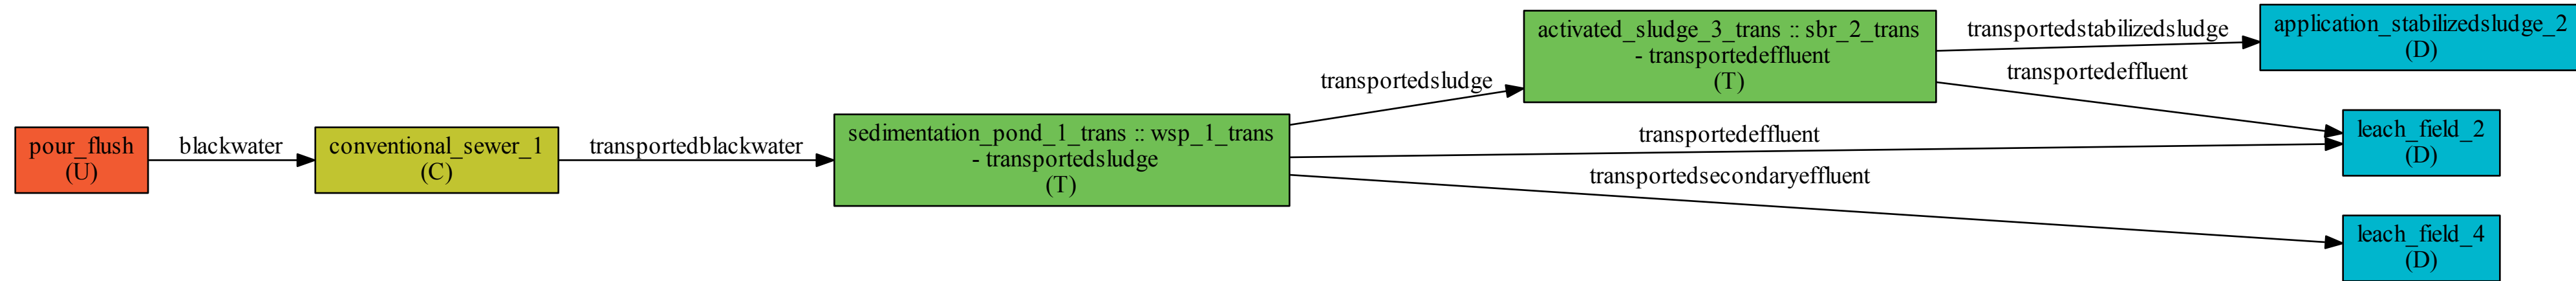 pour_flush
(U)
blackwater
conventional_sewer_1
(C)
transportedblackwater
sedimentation_pond_1_trans :: wsp_1_trans
- transportedsludge
(T)
transportedsludge
transportedeffluent
transportedsecondaryeffluent
activated_sludge_3_trans :: sbr_2_trans
- transportedeffluent
(T)
transportedstabilizedsludge
transportedeffluent
application_stabilizedsludge_2
(D)
leach_field_2
(D)
leach_field_4
(D)